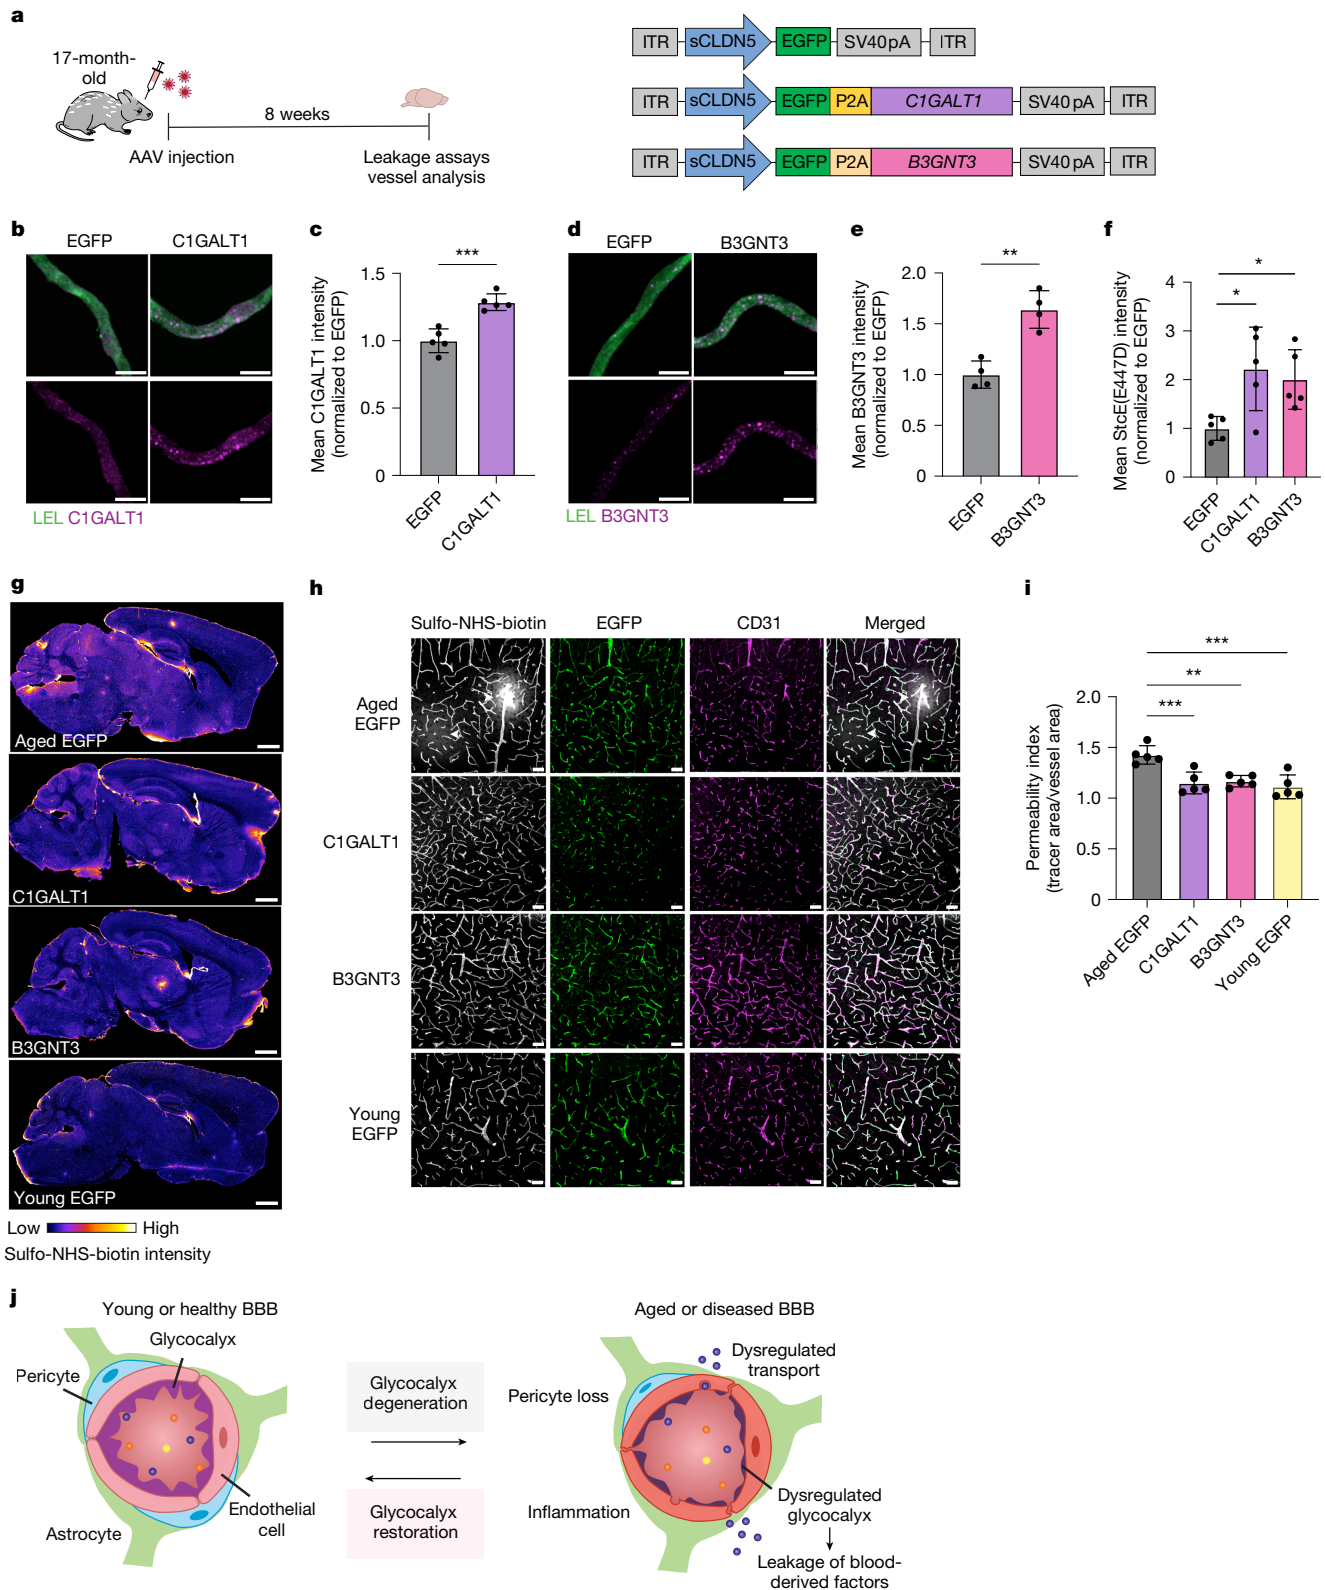 a
17-month-
old
8 weeks
AAV injection
Leakage assays
vessel analysis
ITR sCLDN5 EGFP SV40 pA ITR
ITR sCLDN5 EGFP P2A C1GALT1 SV40 pA ITR
ITR sCLDN5 EGFP P2A B3GNT3 SV40 pA ITR
b
EGFP C1GALT1
LEL C1GALT1
c
***
Mean C1GALT1 intensity
(normalized to EGFP)
1.5
1.0
0.5
0
EGFP
C1GALT1
d
EGFP B3GNT3
LEL B3GNT3
e
**
Mean B3GNT3 intensity
(normalized to EGFP)
2.0
1.5
1.0
0.5
0
EGFP
B3GNT3
f
*
*
Mean StcE(E447D) intensity
(normalized to EGFP)
4
3
2
1
0
EGFP
C1GALT1
B3GNT3
g
Aged EGFP
C1GALT1
B3GNT3
Young EGFP
Low High
Sulfo-NHS-biotin intensity
h
Sulfo-NHS-biotin EGFP CD31 Merged
Aged
EGFP
C1GALT1
B3GNT3
Young
EGFP
i
***
**
***
Permeability index
(tracer area/vessel area)
2.0
1.5
1.0
0.5
0
Aged EGFP
C1GALT1
B3GNT3
Young EGFP
j
Young or healthy BBB
Glycocalyx
Pericyte
Astrocyte
Endothelial
cell
Glycocalyx
degeneration
Glycocalyx
restoration
Aged or diseased BBB
Dysregulated
transport
Pericyte loss
Inflammation
Dysregulated
glycocalyx
Leakage of blood-
derived factors